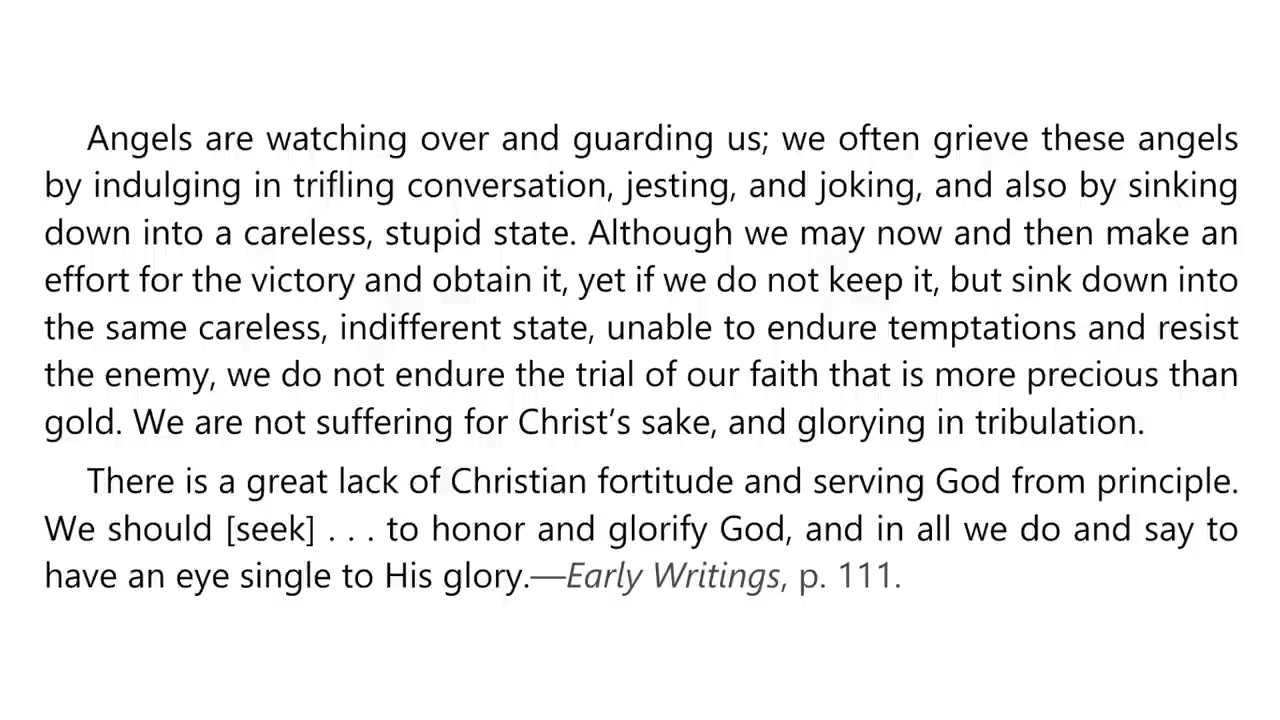 Angels are watching over and guarding us; we often grieve these angels
by indulging in trifling conversation, jesting, and joking, and also by sinking
down into a careless, stupid state. Although we may now and then make an
effort for the victory and obtain it, yet if we do not keep it, but sink down into
the same careless, indifferent state, unable to endure temptations and resist
the enemy, we do not endure the trial of our faith that is more precious than
gold. We are not suffering for Christ’s sake, and glorying in tribulation.
There is a great lack of Christian fortitude and serving God from principle.
We should [seek] . . . to honor and glorify God, and in all we do and say to
have an eye single to His glory.—Early Writings, p. 111.